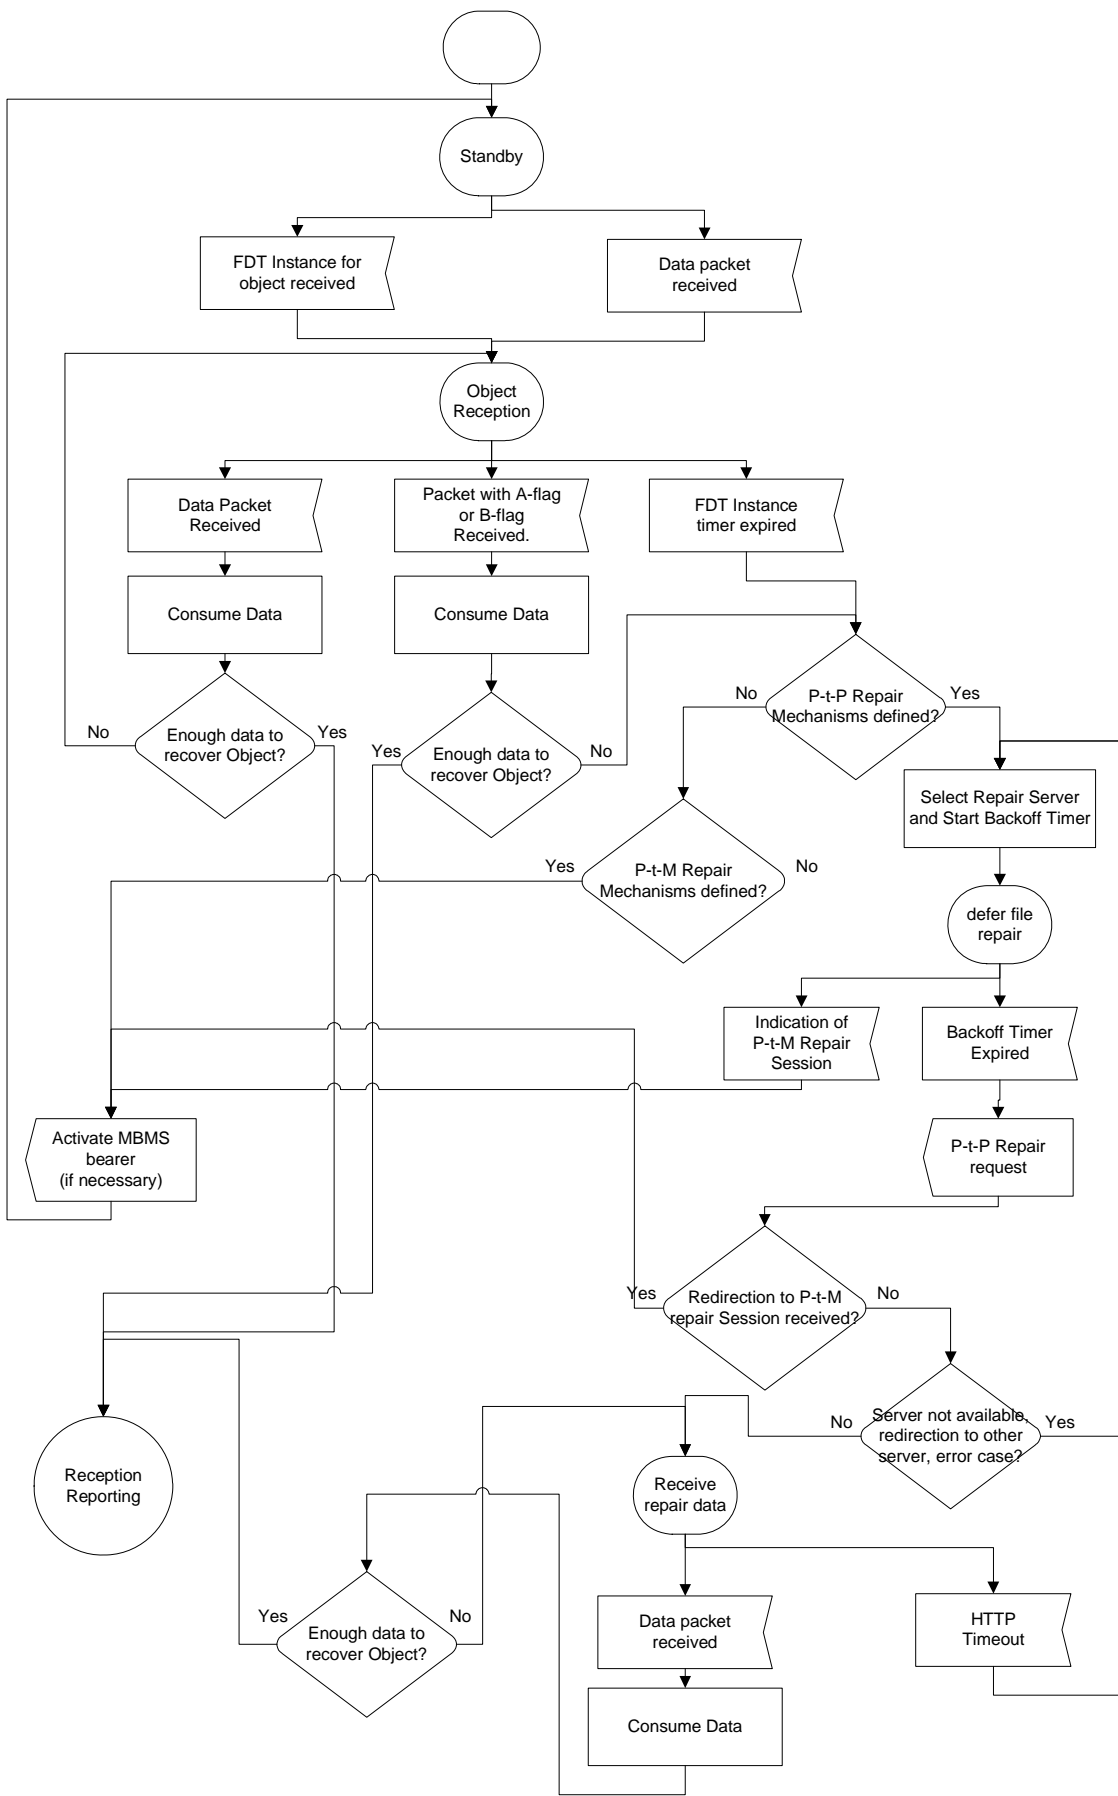 Standby
FDT Instance for
object received
Data packet
received
Object
Reception
Data Packet
Received
Packet with A-flag
or B-flag
Received.
FDT Instance
timer expired
Consume Data
Consume Data
P-t-P Repair
Mechanisms defined?
No
Yes
Enough data to
recover Object?
No
Yes
Enough data to
recover Object?
Yes
No
Select Repair Server
and Start Backoff Timer
P-t-M Repair
Mechanisms defined?
Yes
No
defer file
repair
Indication of
P-t-M Repair
Session
Backoff Timer
Expired
Activate MBMS
bearer
(if necessary)
P-t-P Repair
request
Redirection to P-t-M
repair Session received?
Yes
No
Server not available,
redirection to other
server, error case?
No
Yes
Reception
Reporting
Receive
repair data
Enough data to
recover Object?
Yes
No
Data packet
received
HTTP
Timeout
Consume Data